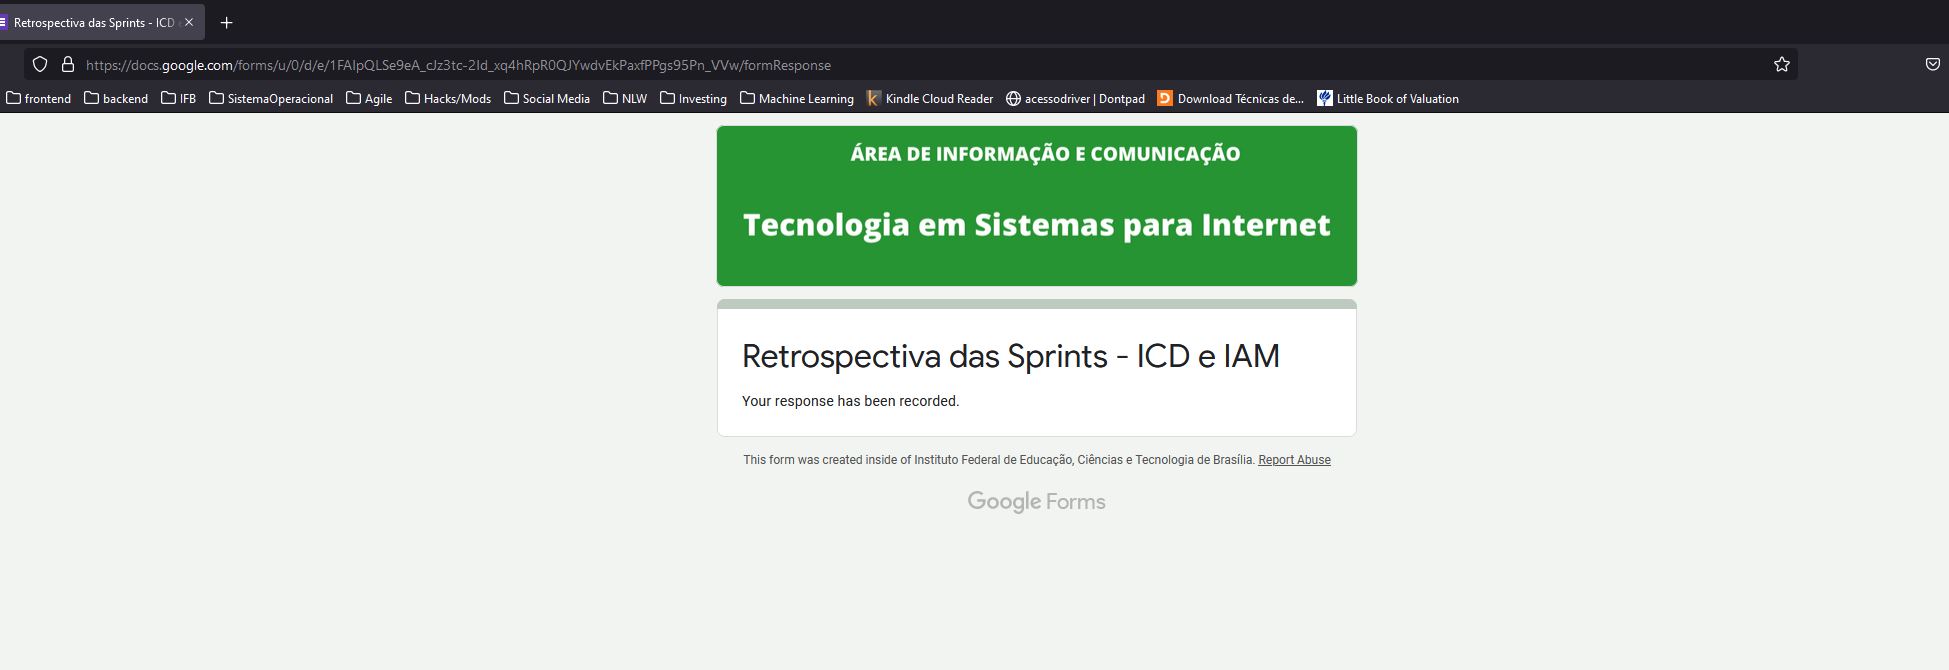 Retrospectiva das Sprints - ICD
https://docs.google.com/forms/u/0/d/e/1FAIpQLSe9eA_cJz3tc-2Id_xq4hRpR0QJYwdvEkPaxfPPgs95Pn_VVw/formResponse
frontend backend IFB SistemaOperacional Agile Hacks/Mods Social Media NLW Investing Machine Learning Kindle Cloud Reader acessodriver | Dontpad Download Técnicas de... Little Book of Valuation
ÁREA DE INFORMAÇÃO E COMUNICAÇÃO
Tecnologia em Sistemas para Internet
Retrospectiva das Sprints - ICD e IAM
Your response has been recorded.
This form was created inside of Instituto Federal de Educação, Ciências e Tecnologia de Brasília. Report Abuse
Google Forms